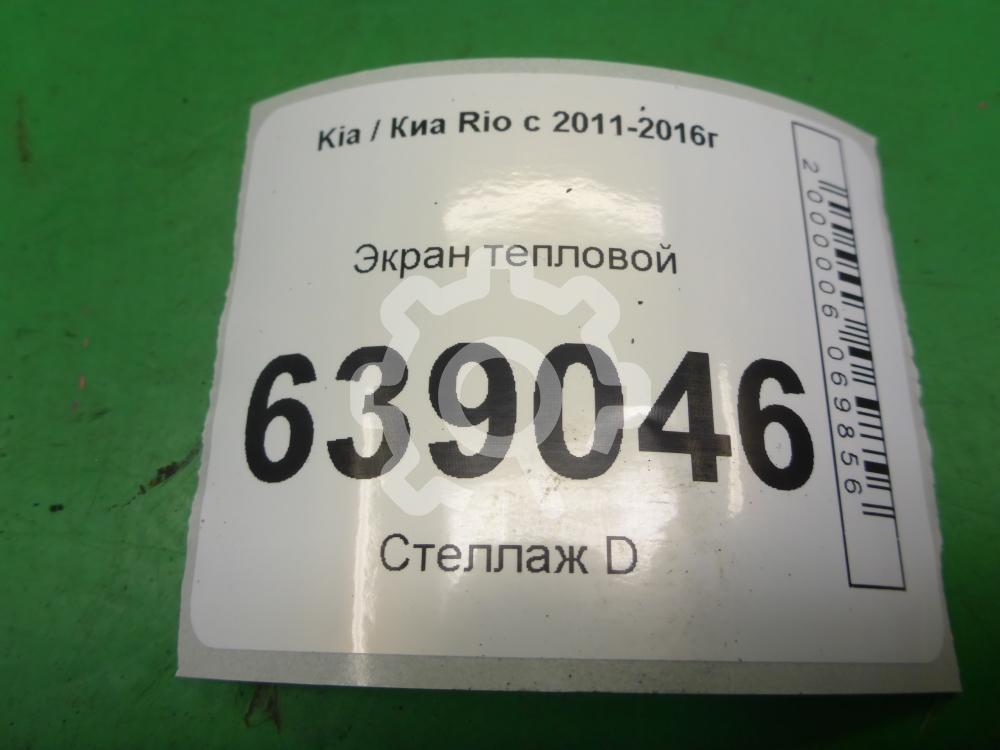 Kia / Киа Rio с 2011-2016г
Экран тепловой
639046
Стеллаж D
2000006069856